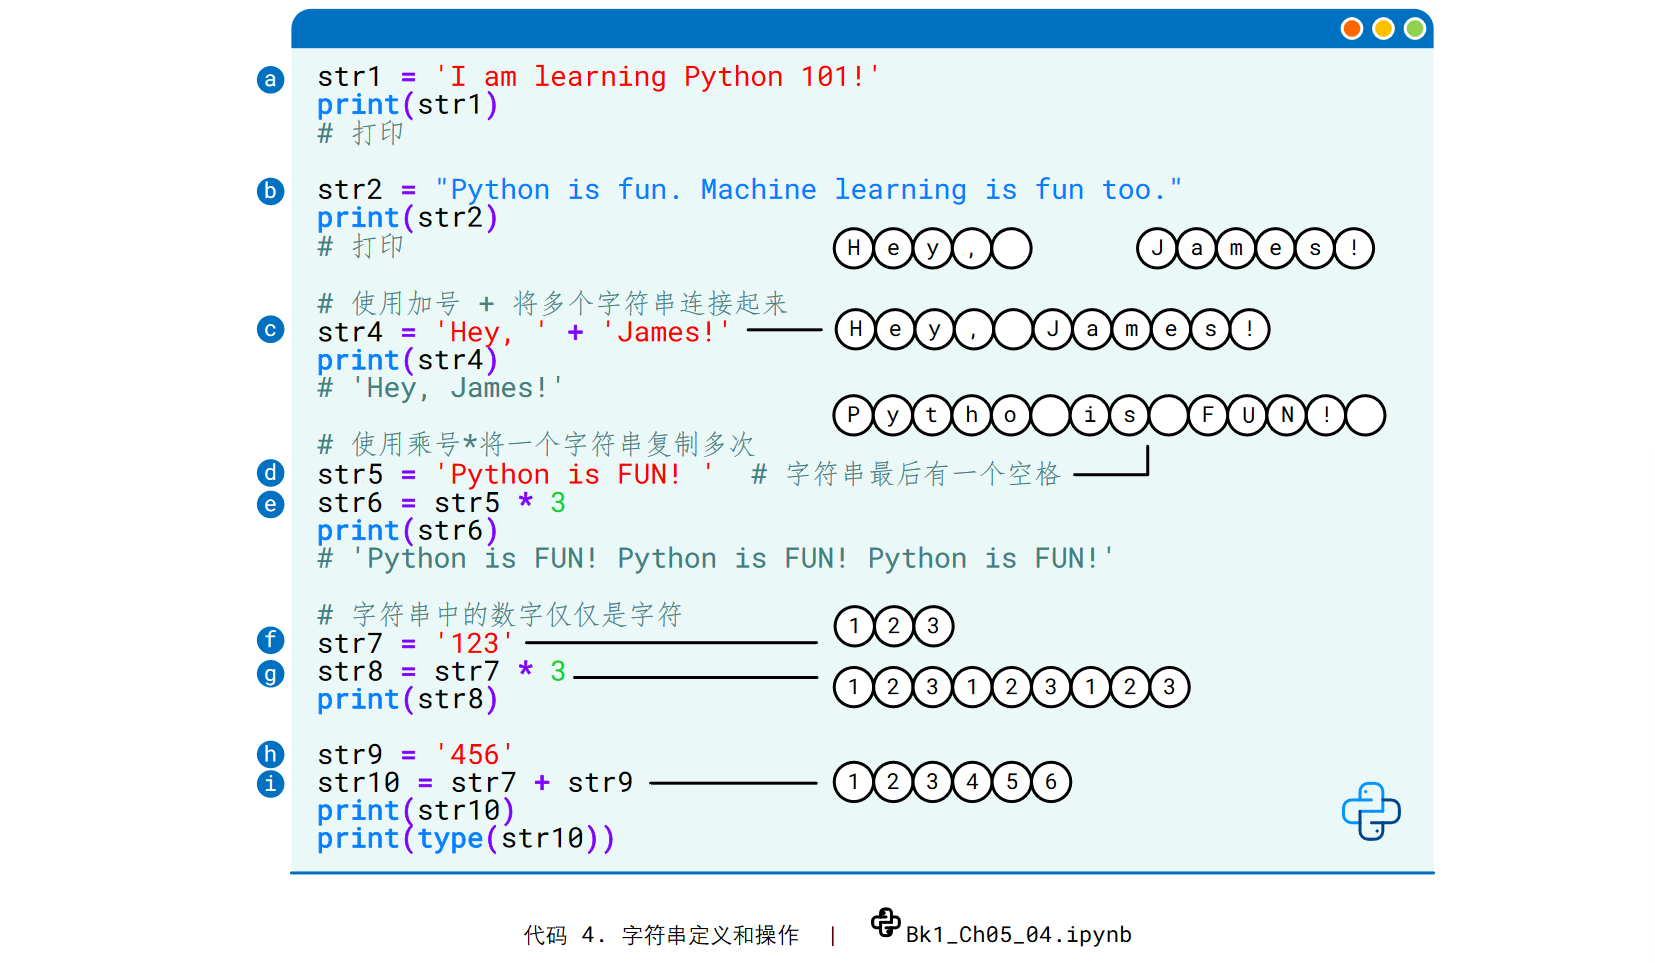 a str1 = 'I am learning Python 101!'
print(str1)
# 打印
b str2 = "Python is fun. Machine learning is fun too."
print(str2)
# 打印
H e y , J a m e s !
# 使用加号 + 将多个字符串连接起来
c str4 = 'Hey, ' + 'James!' H e y , J a m e s !
print(str4)
# 'Hey, James!'
P y t h o i s F U N !
# 使用乘号*将一个字符串复制多次
d str5 = 'Python is FUN! ' # 字符串最后有一个空格
e str6 = str5 * 3
print(str6)
# 'Python is FUN! Python is FUN! Python is FUN!'
# 字符串中的数字仅仅是字符
f str7 = '123' 1 2 3
g str8 = str7 * 3 1 2 3 1 2 3 1 2 3
print(str8)
h str9 = '456'
i str10 = str7 + str9 1 2 3 4 5 6
print(str10)
print(type(str10))
代码 4. 字符串定义和操作 | Bk1_Ch05_04.ipynb